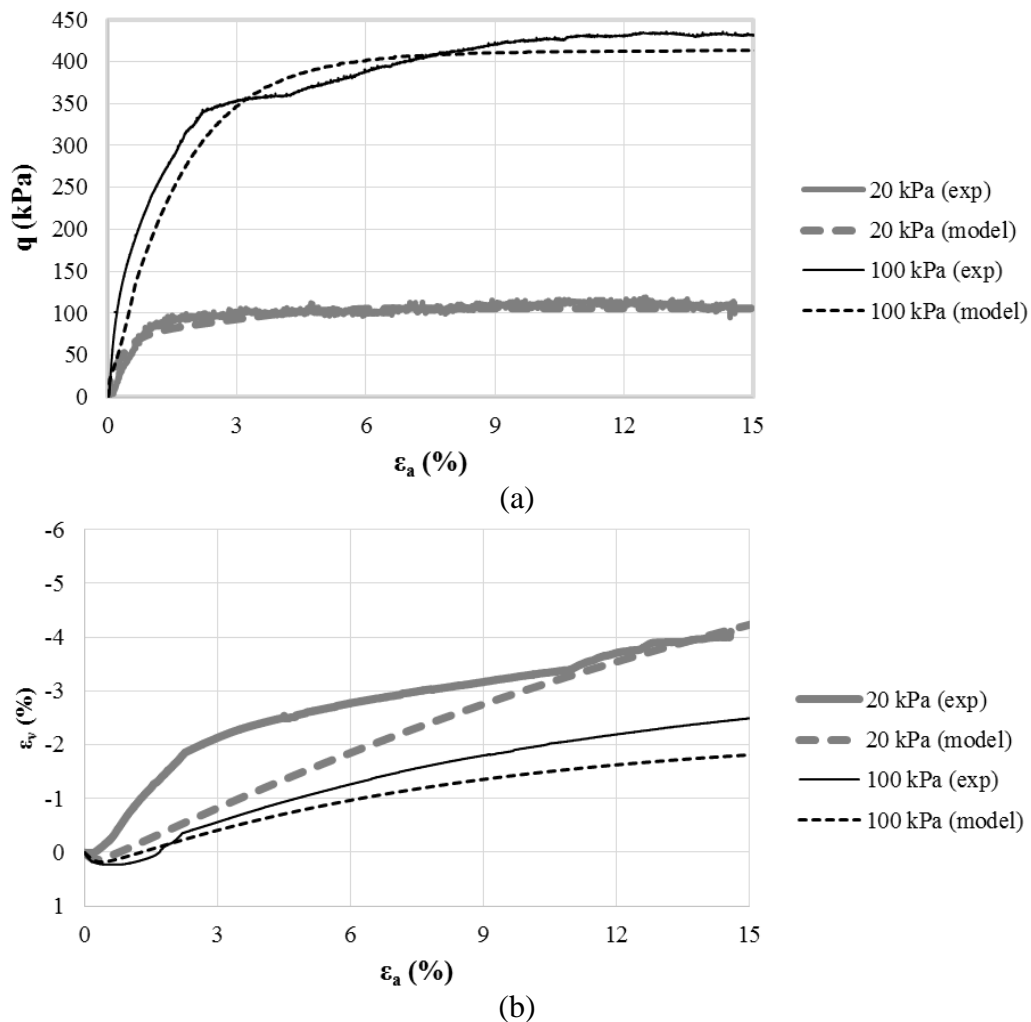 450
400
350
300
250
200
150
100
50
0
q (kPa)
0 3 6 9 12 15
εa (%)
20 kPa (exp)
20 kPa (model)
100 kPa (exp)
100 kPa (model)
(a)
-6
-5
-4
-3
-2
-1
0
1
εv (%)
0 3 6 9 12 15
εa (%)
20 kPa (exp)
20 kPa (model)
100 kPa (exp)
100 kPa (model)
(b)